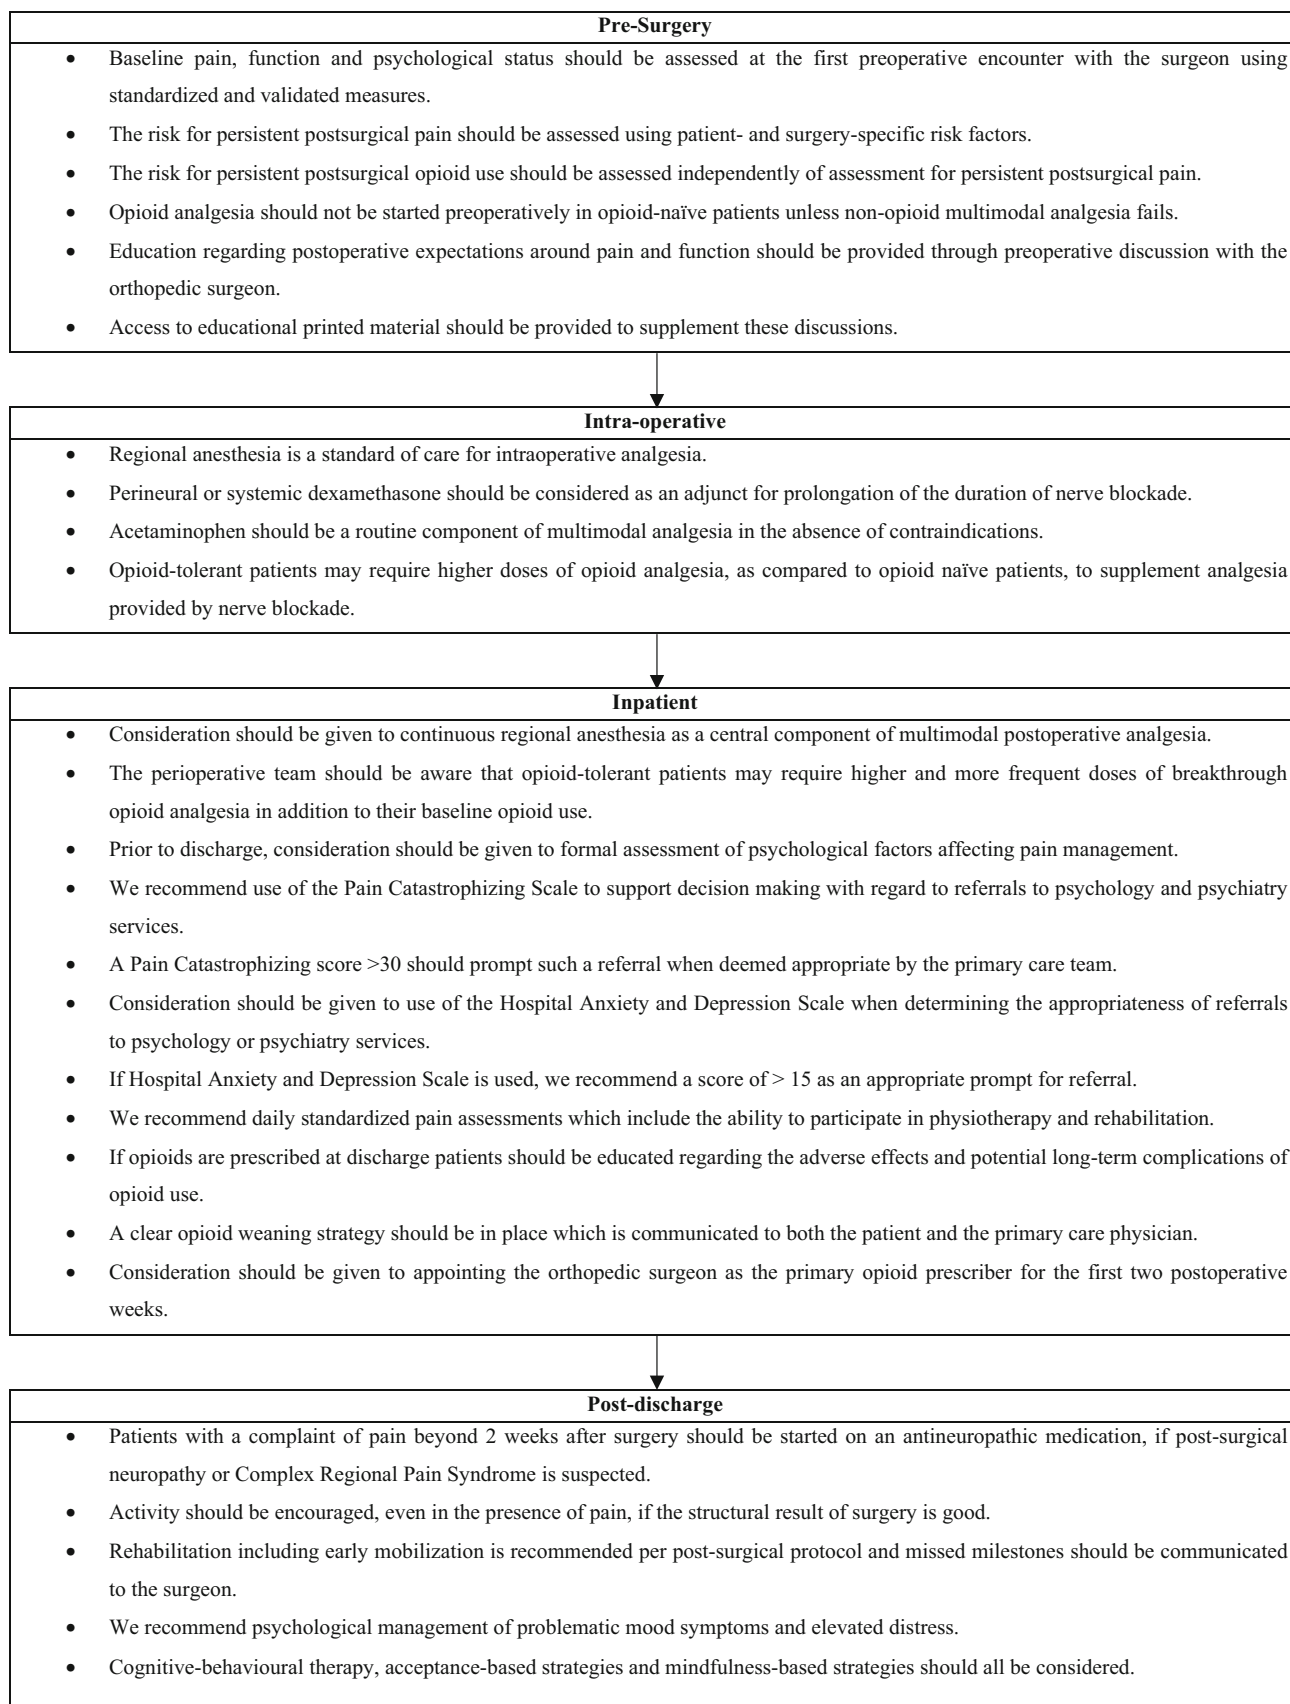 Pre-Surgery
• Baseline pain, function and psychological status should be assessed at the first preoperative encounter with the surgeon using
standardized and validated measures.
• The risk for persistent postsurgical pain should be assessed using patient- and surgery-specific risk factors.
• The risk for persistent postsurgical opioid use should be assessed independently of assessment for persistent postsurgical pain.
• Opioid analgesia should not be started preoperatively in opioid-naïve patients unless non-opioid multimodal analgesia fails.
• Education regarding postoperative expectations around pain and function should be provided through preoperative discussion with the
orthopedic surgeon.
• Access to educational printed material should be provided to supplement these discussions.
Intra-operative
• Regional anesthesia is a standard of care for intraoperative analgesia.
• Perineural or systemic dexamethasone should be considered as an adjunct for prolongation of the duration of nerve blockade.
• Acetaminophen should be a routine component of multimodal analgesia in the absence of contraindications.
• Opioid-tolerant patients may require higher doses of opioid analgesia, as compared to opioid naïve patients, to supplement analgesia
provided by nerve blockade.
Inpatient
• Consideration should be given to continuous regional anesthesia as a central component of multimodal postoperative analgesia.
• The perioperative team should be aware that opioid-tolerant patients may require higher and more frequent doses of breakthrough
opioid analgesia in addition to their baseline opioid use.
• Prior to discharge, consideration should be given to formal assessment of psychological factors affecting pain management.
• We recommend use of the Pain Catastrophizing Scale to support decision making with regard to referrals to psychology and psychiatry
services.
• A Pain Catastrophizing score >30 should prompt such a referral when deemed appropriate by the primary care team.
• Consideration should be given to use of the Hospital Anxiety and Depression Scale when determining the appropriateness of referrals
to psychology or psychiatry services.
• If Hospital Anxiety and Depression Scale is used, we recommend a score of > 15 as an appropriate prompt for referral.
• We recommend daily standardized pain assessments which include the ability to participate in physiotherapy and rehabilitation.
• If opioids are prescribed at discharge patients should be educated regarding the adverse effects and potential long-term complications of
opioid use.
• A clear opioid weaning strategy should be in place which is communicated to both the patient and the primary care physician.
• Consideration should be given to appointing the orthopedic surgeon as the primary opioid prescriber for the first two postoperative
weeks.
Post-discharge
• Patients with a complaint of pain beyond 2 weeks after surgery should be started on an antineuropathic medication, if post-surgical
neuropathy or Complex Regional Pain Syndrome is suspected.
• Activity should be encouraged, even in the presence of pain, if the structural result of surgery is good.
• Rehabilitation including early mobilization is recommended per post-surgical protocol and missed milestones should be communicated
to the surgeon.
• We recommend psychological management of problematic mood symptoms and elevated distress.
• Cognitive-behavioural therapy, acceptance-based strategies and mindfulness-based strategies should all be considered.